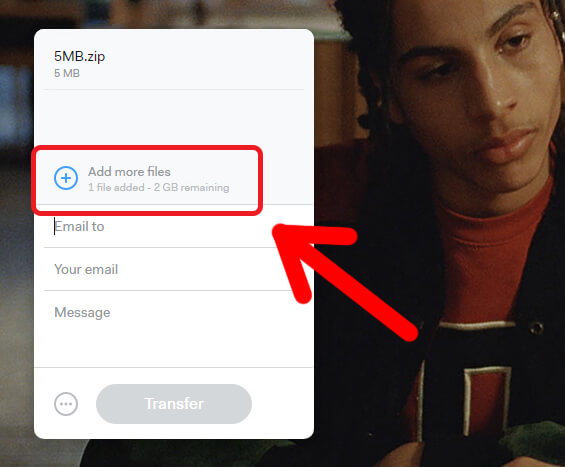 5MB.zip
5 MB
Add more files
1 file added - 2 GB remaining
Email to
Your email
Message
Transfer